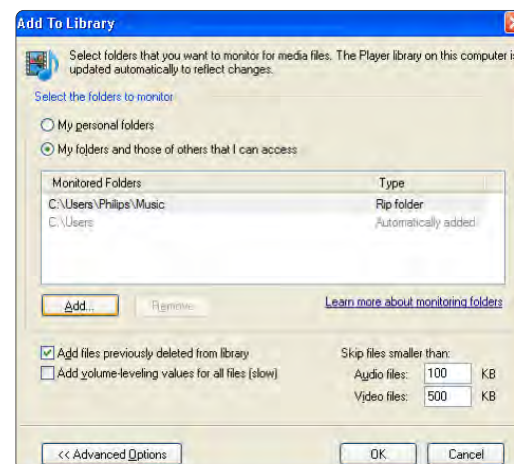 Add To Library
Select folders that you want to monitor for media files. The Player library on this computer is
updated automatically to reflect changes.
Select the folders to monitor
My personal folders
My folders and those of others that I can access
Monitored Folders Type
C:\Users\Philips\Music Rip folder
C:\Users Automatically added
Add... Remove Learn more about monitoring folders
Add files previously deleted from library Skip files smaller than:
Add volume-leveling values for all files (slow) Audio files: 100 KB
Video files: 500 KB
<< Advanced Options OK Cancel